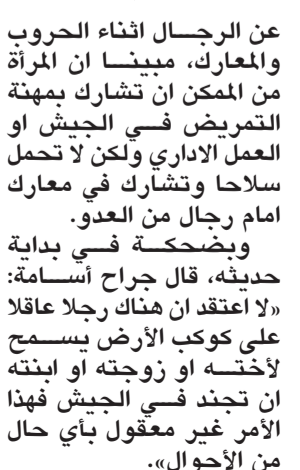 عن الرجال اثناء الحروب
والمعارك، مبينا ان المرأة
من الممكن ان تشارك بمهنة
التمريض في الجيش او
العمل الاداري ولكن لا تحمل
سلاحا وتشارك في معارك
امام رجال من العدو.
وبضحكة في بداية
حديثه، قال جراح أسامة:
«لا اعتقد ان هناك رجلا عاقلا
على كوكب الأرض يسمح
لأخته او زوجته او ابنته
ان تجند في الجيش فهذا
الأمر غير معقول بأي حال
من الأحوال».